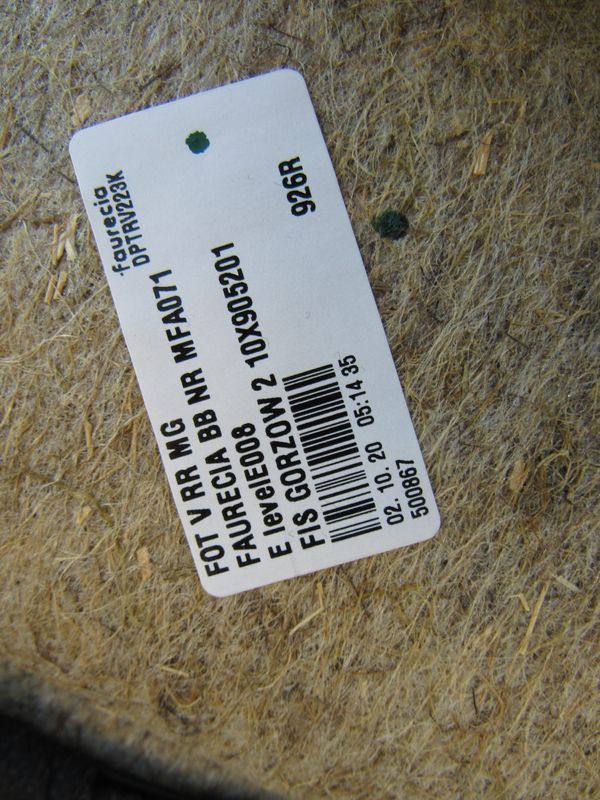 faurecia
DPTRV223K
FOT V RR MG
FAURECIA BB NR MFA071
FAURECIA
E levelE008
FIS GORZOW 2 10X905201
926R
02. 10. 20 05:14 35
500867